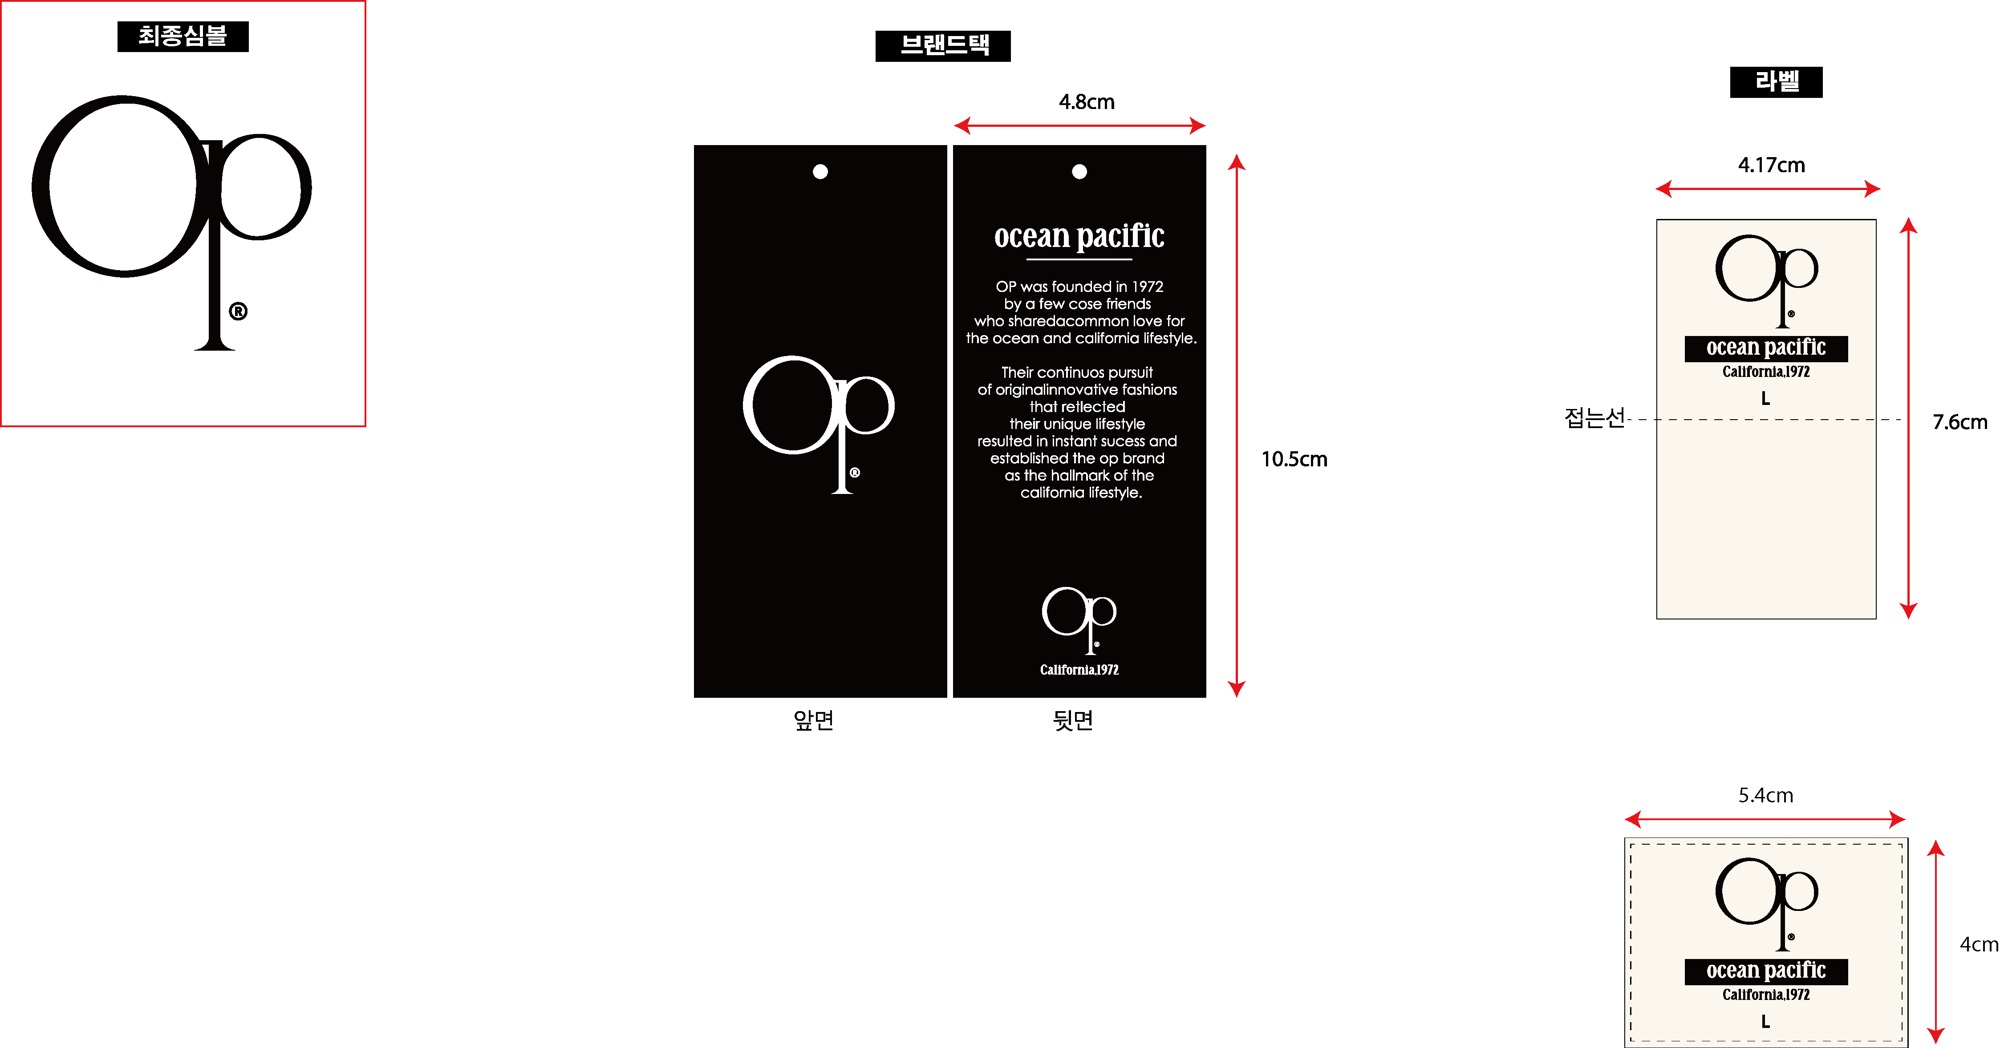 최종심볼
Op
®
브랜드택
4.8cm
Op
®
앞면
ocean pacific
OP was founded in 1972
by a few cose friends
who sharedacommon love for
the ocean and california lifestyle.
Their continuos pursuit
of originalinnovative fashions
that retlected
their unique lifestyle
resulted in instant sucess and
established the op brand
as the hallmark of the
california lifestyle.
Op
®
California,1972
뒷면
10.5cm
라벨
4.17cm
Op
®
ocean pacific
California,1972
L
접는선
7.6cm
5.4cm
Op
®
ocean pacific
California,1972
L
4cm